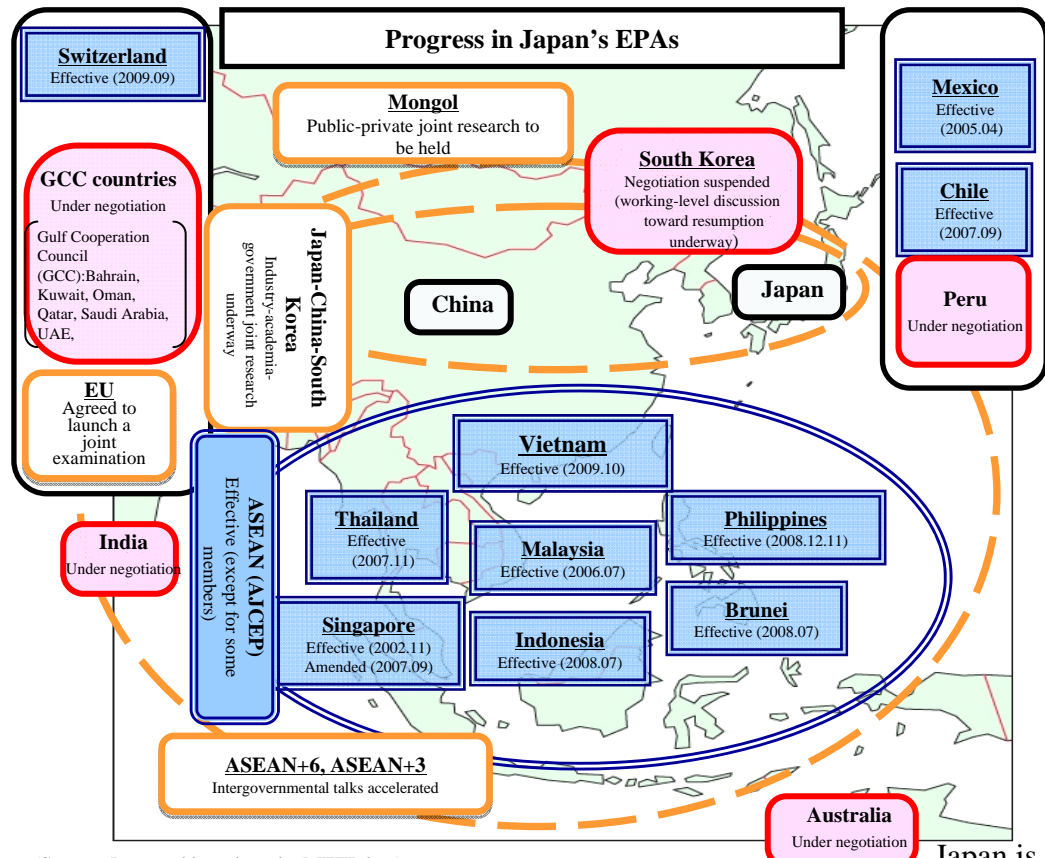 Progress in Japan's EPAs
Switzerland
Effective (2009.09)
GCC countries
Under negotiation
Gulf Cooperation
Council
(GCC):Bahrain,
Kuwait, Oman,
Qatar, Saudi Arabia,
UAE,
EU
Agreed to
launch a
joint
examination
Mongol
Public-private joint research to
be held
South Korea
Negotiation suspended
(working-level discussion
toward resumption
underway)
Japan-China-South
Korea
Industry-academia-
government joint research
underway
China
Japan
Mexico
Effective
(2005.04)
Chile
Effective
(2007.09)
Peru
Under negotiation
India
Under negotiation
ASEAN (AJCEP)
Effective (except for some
members)
Vietnam
Effective (2009.10)
Thailand
Effective
(2007.11)
Malaysia
Effective (2006.07)
Philippines
Effective (2008.12.11)
Singapore
Effective (2002.11)
Amended (2007.09)
Indonesia
Effective (2008.07)
Brunei
Effective (2008.07)
ASEAN+6, ASEAN+3
Intergovernmental talks accelerated
Australia
Under negotiation
Japan is